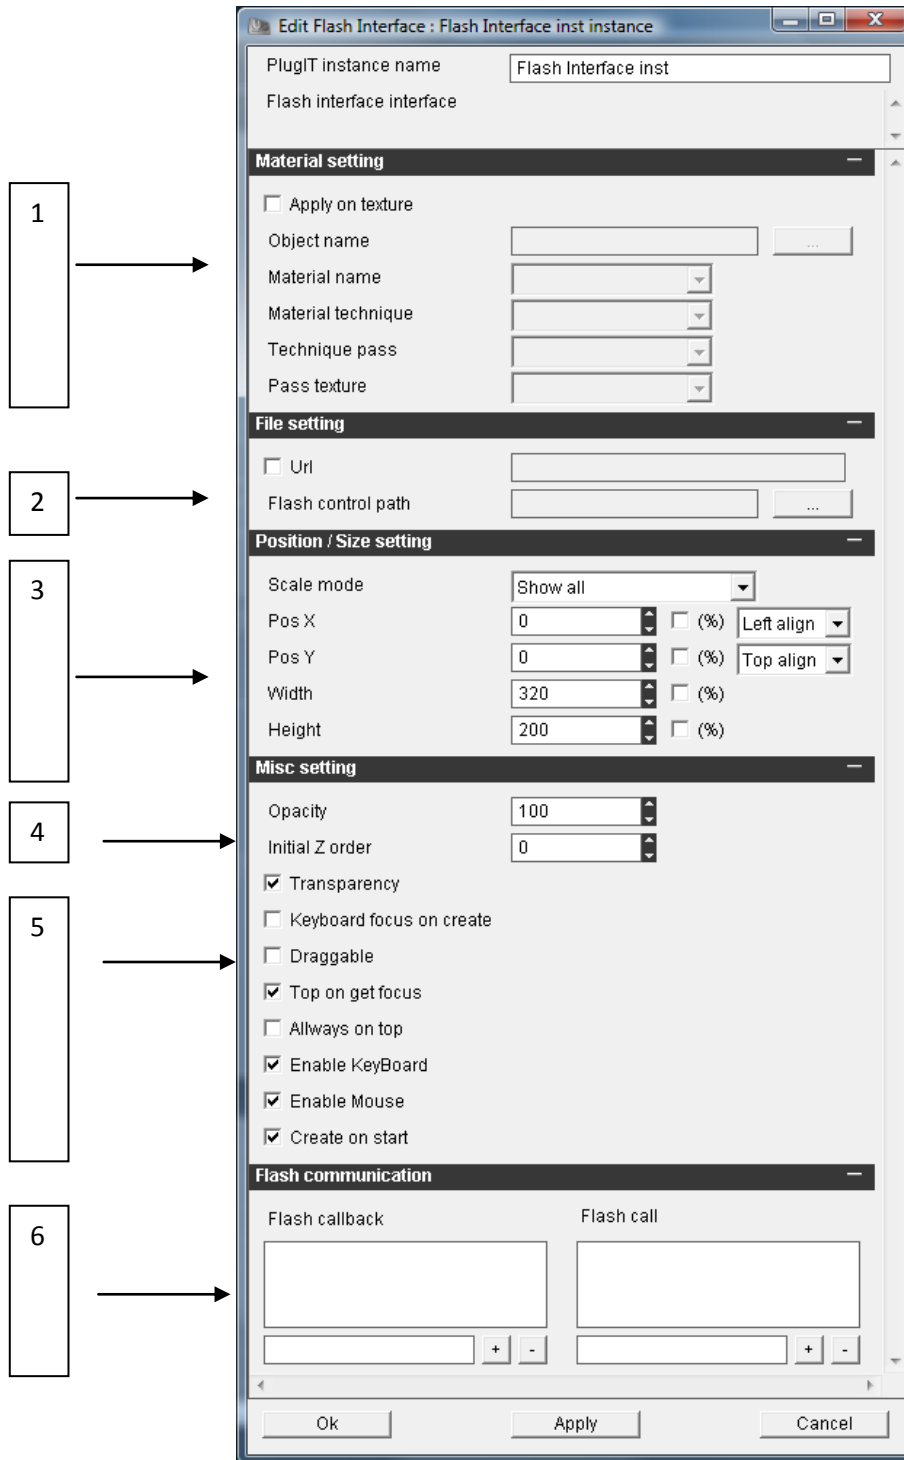 Edit Flash Interface : Flash Interface inst instance
PlugIT instance name Flash Interface inst
Flash interface interface
Material setting
1
Apply on texture
Object name ...
Material name
Material technique
Technique pass
Pass texture
File setting
2
Url
Flash control path ...
Position / Size setting
3
Scale mode Show all
Pos X 0 (%) Left align
Pos Y 0 (%) Top align
Width 320 (%)
Height 200 (%)
Misc setting
4
Opacity 100
Initial Z order 0
5
Transparency
Keyboard focus on create
Draggable
Top on get focus
Allways on top
Enable KeyBoard
Enable Mouse
Create on start
Flash communication
6
Flash callback Flash call
+ - + -
Ok Apply Cancel